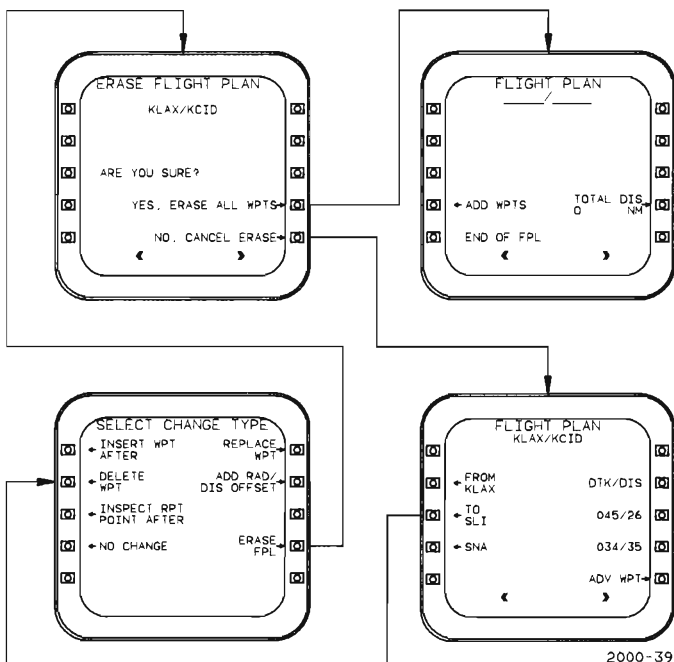 ERASE FLIGHT PLAN
KLAX/KCID
ARE YOU SURE?
YES, ERASE ALL WPTS
NO, CANCEL ERASE
FLIGHT PLAN
_____/_____
ADD WPTS
TOTAL DIS
0 NM
END OF FPL
SELECT CHANGE TYPE
INSERT WPT
AFTER
REPLACE
WPT
DELETE
WPT
ADD RAD/
DIS OFFSET
INSPECT RPT
POINT AFTER
NO CHANGE
ERASE
FPL
FLIGHT PLAN
KLAX/KCID
FROM
KLAX
DTK/DIS
TO
SLI
045/26
SNA
034/35
ADV WPT
2000-39